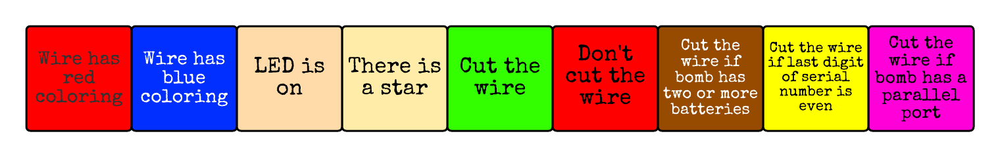 Wire has
red
coloring
Wire has
blue
coloring
LED is
on
There is
a star
Cut the
wire
Don't
cut the
wire
Cut the
wire if
bomb has
two or more
batteries
Cut the wire
if last digit
of serial
number is
even
Cut the
wire if
bomb has a
parallel
port